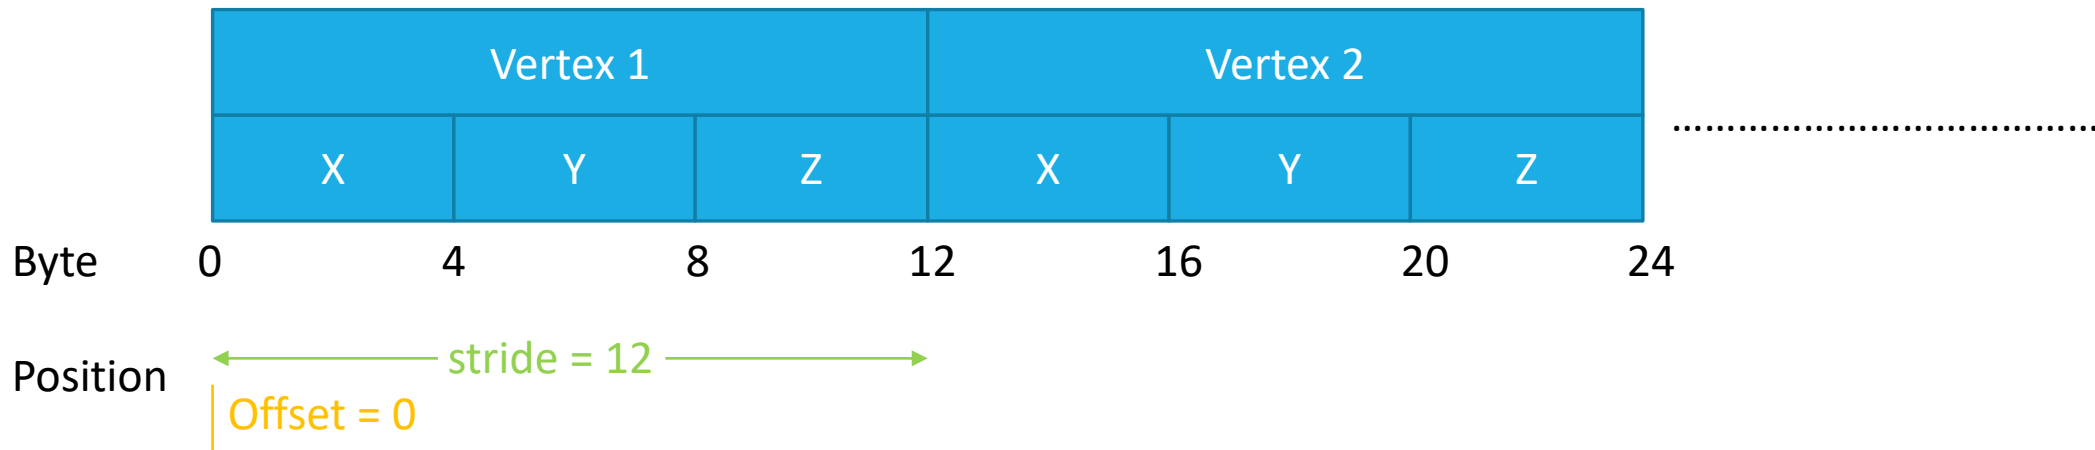 Vertex 1 Vertex 2
X Y Z X Y Z
Byte 0 4 8 12 16 20 24
stride = 12
Position
Offset = 0